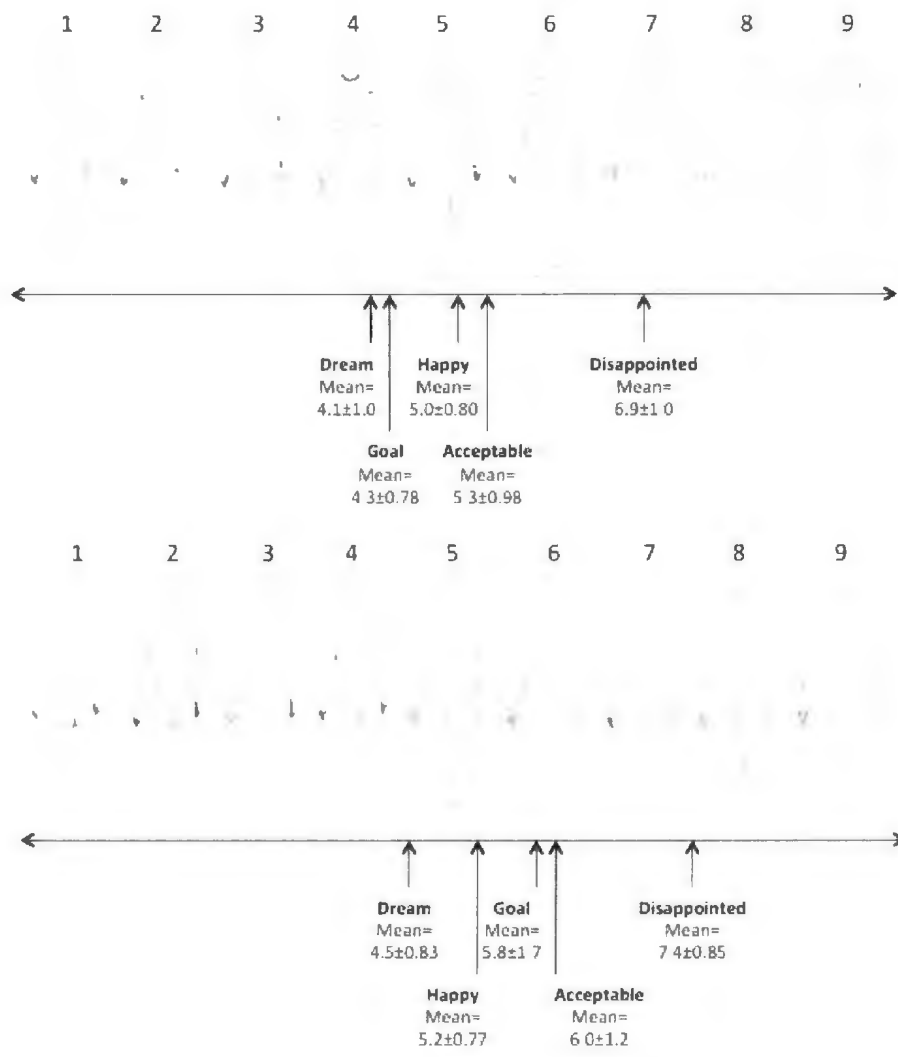 1 2 3 4 5 6 7 8 9
Dream Happy Disappointed
Mean= Mean= Mean=
4.1±1.0 5.0±0.80 6.9±1 0
Goal Acceptable
Mean= Mean=
4 3±0.78 5 3±0.98
1 2 3 4 5 6 7 8 9
Dream Goal Disappointed
Mean= Mean= Mean=
4.5±0.83 5.8±1 7 7 4±0.85
Happy Acceptable
Mean= Mean=
5.2±0.77 6 0±1.2